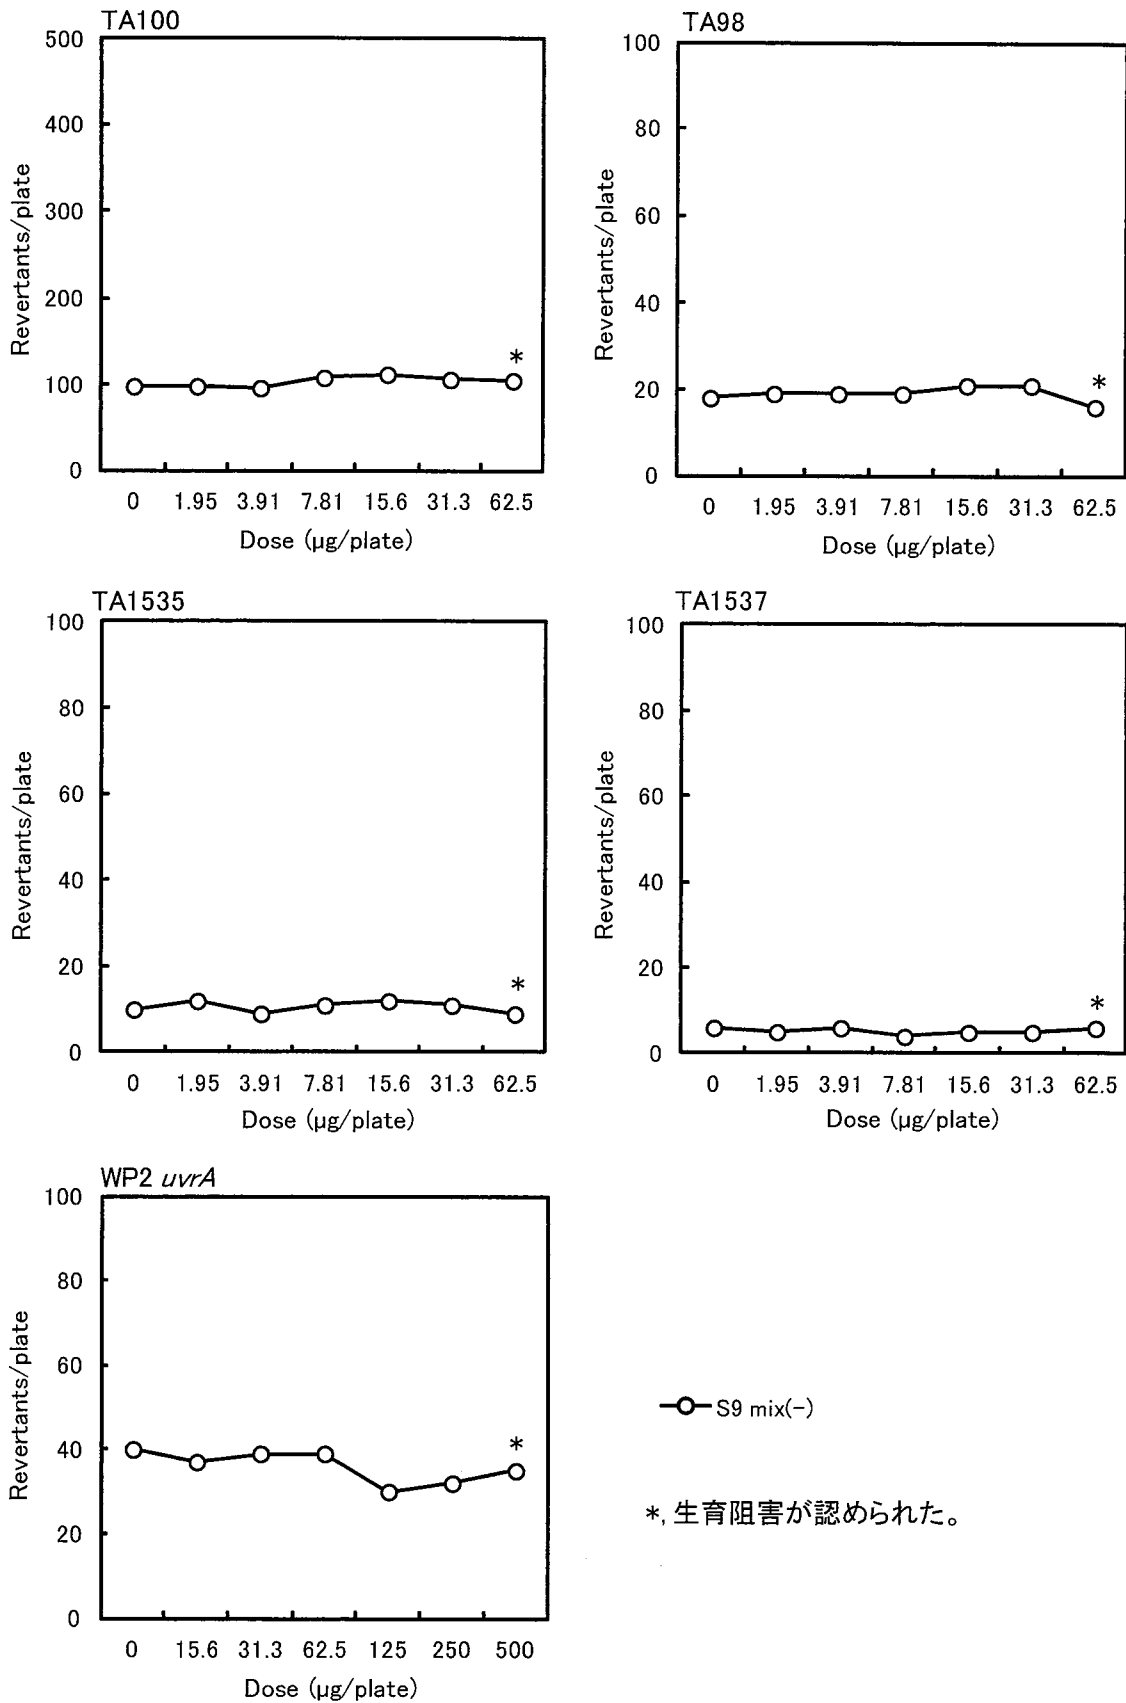 TA100
500
400
300
200
100
0
Revertants/plate
*
0 1.95 3.91 7.81 15.6 31.3 62.5
Dose (μg/plate)
TA98
100
80
60
40
20
0
Revertants/plate
*
0 1.95 3.91 7.81 15.6 31.3 62.5
Dose (μg/plate)
TA1535
100
80
60
40
20
0
Revertants/plate
*
0 1.95 3.91 7.81 15.6 31.3 62.5
Dose (μg/plate)
TA1537
100
80
60
40
20
0
Revertants/plate
*
0 1.95 3.91 7.81 15.6 31.3 62.5
Dose (μg/plate)
WP2 uvrA
100
80
60
40
20
0
Revertants/plate
*
0 15.6 31.3 62.5 125 250 500
Dose (μg/plate)
S9 mix(-)
*, 生育阻害が認められた。